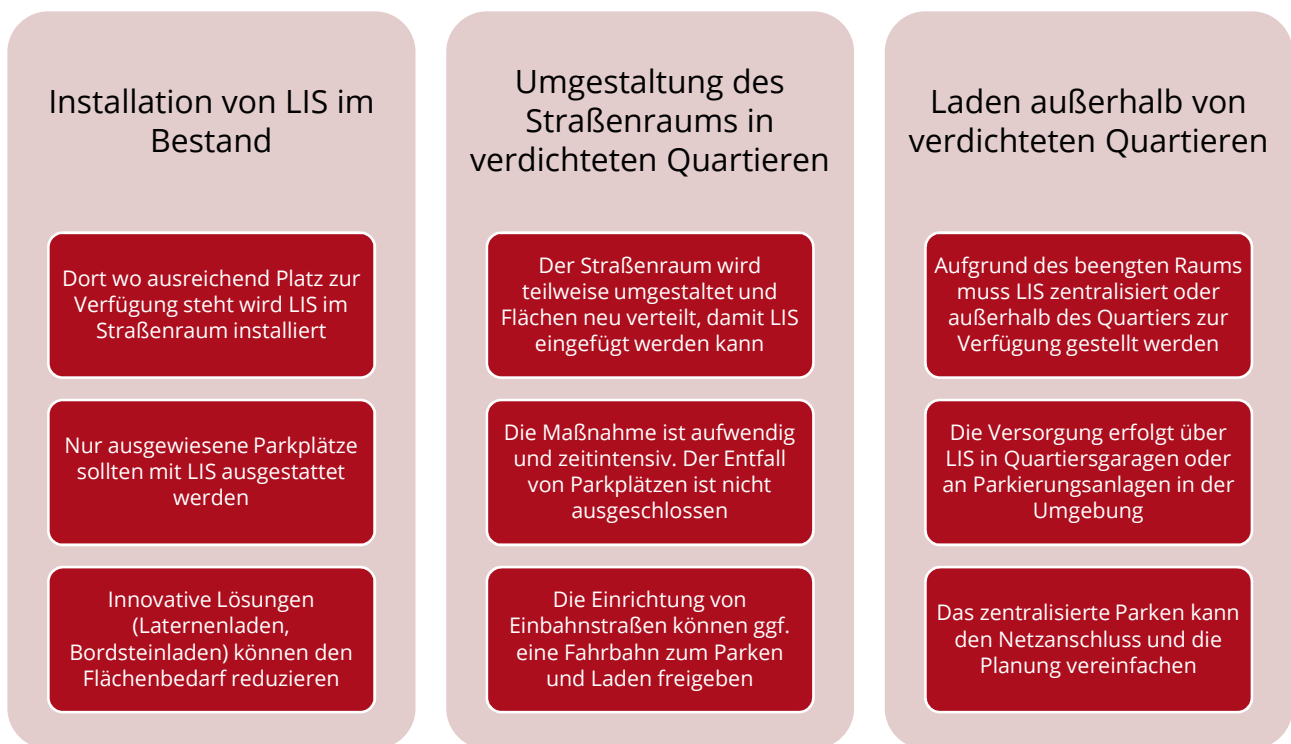 Installation von LIS im
Bestand
Dort wo ausreichend Platz zur
Verfügung steht wird LIS im
Straßenraum installiert
Nur ausgewiesene Parkplätze
sollten mit LIS ausgestattet
werden
Innovative Lösungen
(Laternenladen,
Bordsteinladen) können den
Flächenbedarf reduzieren
Umgestaltung des
Straßenraums in
verdichteten Quartieren
Der Straßenraum wird
teilweise umgestaltet und
Flächen neu verteilt, damit LIS
eingefügt werden kann
Die Maßnahme ist aufwendig
und zeitintensiv. Der Entfall
von Parkplätzen ist nicht
ausgeschlossen
Die Einrichtung von
Einbahnstraßen können ggf.
eine Fahrbahn zum Parken
und Laden freigeben
Laden außerhalb von
verdichteten Quartieren
Aufgrund des beengten Raums
muss LIS zentralisiert oder
außerhalb des Quartiers zur
Verfügung gestellt werden
Die Versorgung erfolgt über
LIS in Quartiersgaragen oder
an Parkierungsanlagen in der
Umgebung
Das zentralisierte Parken kann
den Netzanschluss und die
Planung vereinfachen